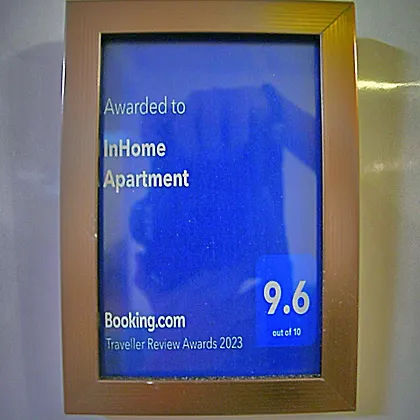 Awarded to
InHome
Apartment
Booking.com
Traveller Review Awards 2023
9.6
out of 10